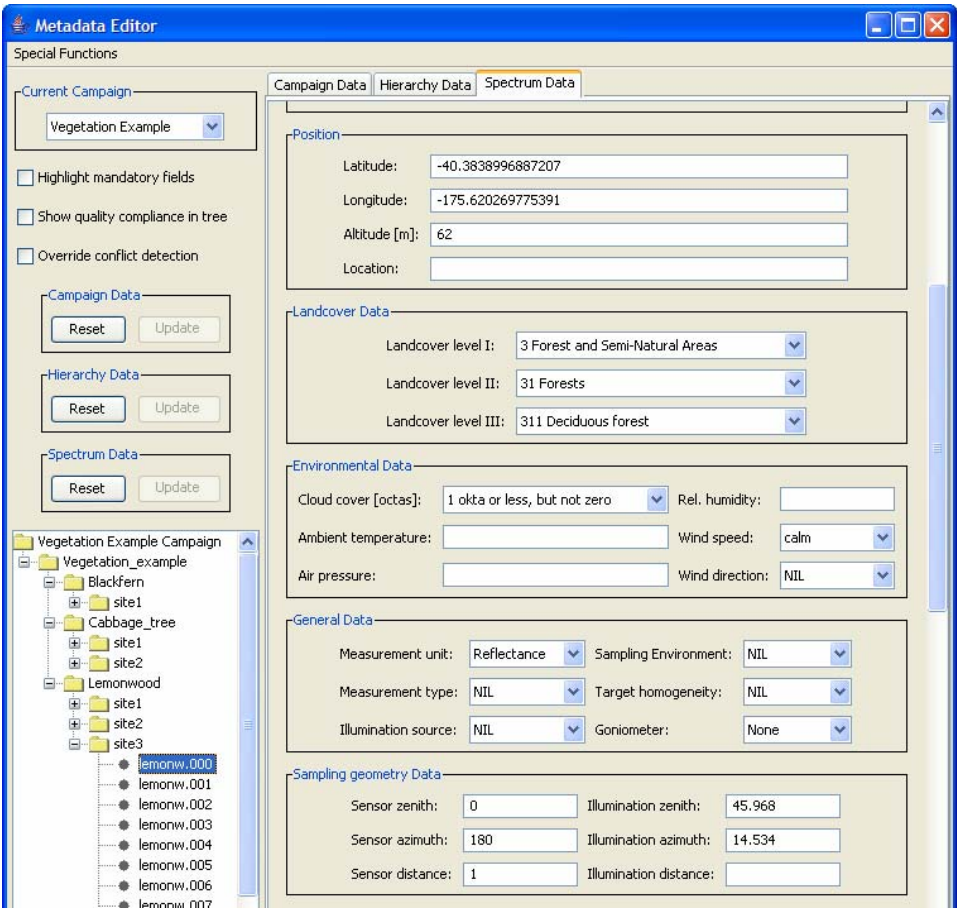 Metadata Editor
Special Functions
Current Campaign
Vegetation Example
Highlight mandatory fields
Show quality compliance in tree
Override conflict detection
Campaign Data
Reset Update
Hierarchy Data
Reset Update
Spectrum Data
Reset Update
Vegetation Example Campaign
Vegetation_example
Blackfern
site1
Cabbage_tree
site1
site2
Lemonwood
site1
site2
site3
lemonw.000
lemonw.001
lemonw.002
lemonw.003
lemonw.004
lemonw.005
lemonw.006
lemonw.007
Campaign Data Hierarchy Data Spectrum Data
Position
Latitude: -40.3838996887207
Longitude: -175.620269775391
Altitude [m]: 62
Location:
Landcover Data
Landcover level I: 3 Forest and Semi-Natural Areas
Landcover level II: 31 Forests
Landcover level III: 311 Deciduous forest
Environmental Data
Cloud cover [octas]: 1 okta or less, but not zero Rel. humidity:
Ambient temperature: Wind speed: calm
Air pressure: Wind direction: NIL
General Data
Measurement unit: Reflectance Sampling Environment: NIL
Measurement type: NIL Target homogeneity: NIL
Illumination source: NIL Goniometer: None
Sampling geometry Data
Sensor zenith: 0 Illumination zenith: 45.968
Sensor azimuth: 180 Illumination azimuth: 14.534
Sensor distance: 1 Illumination distance: